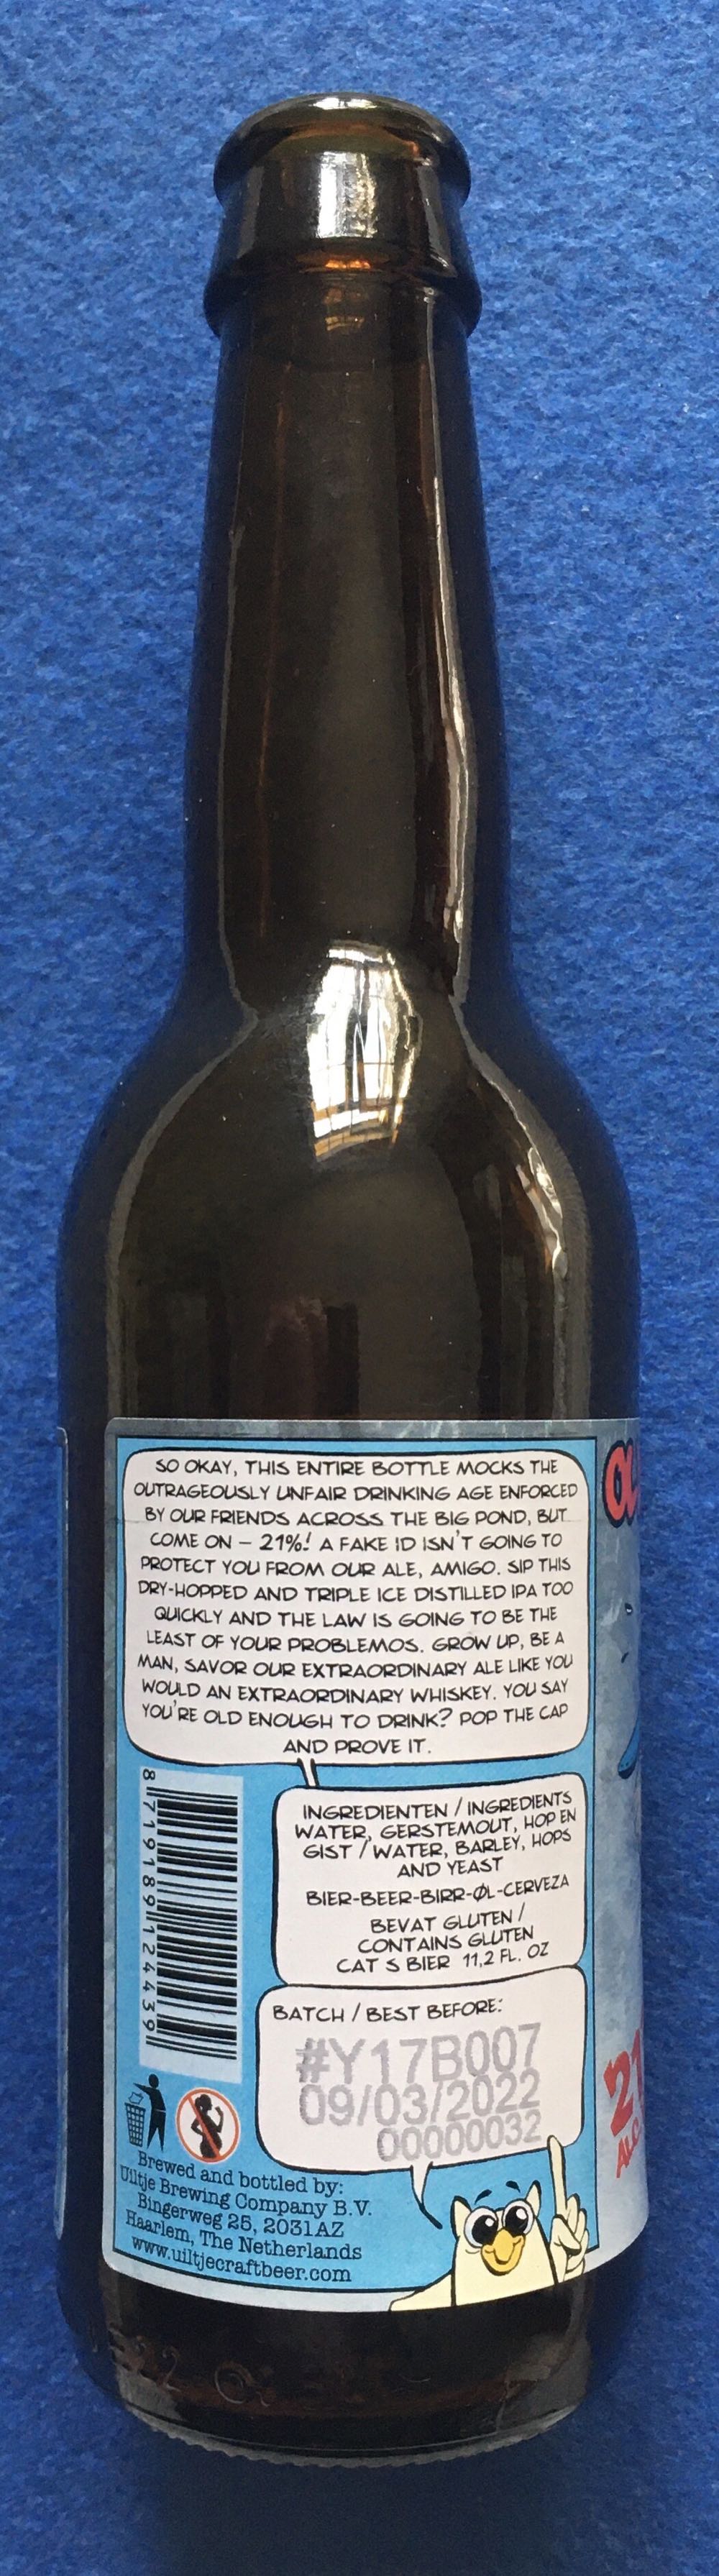 SO OKAY, THIS ENTIRE BOTTLE MOCKS THE
OUTRAGEOUSLY UNFAIR DRINKING AGE ENFORCED
BY OUR FRIENDS ACROSS THE BIG POND, BUT
COME ON – 21%! A FAKE ID ISN'T GOING TO
PROTECT YOU FROM OUR ALE, AMIGO. SIP THIS
DRY-HOPPED AND TRIPLE ICE DISTILLED IPA TOO
QUICKLY AND THE LAW IS GOING TO BE THE
LEAST OF YOUR PROBLEMOS. GROW UP, BE A
MAN, SAVOR OUR EXTRAORDINARY ALE LIKE YOU
WOULD AN EXTRAORDINARY WHISKEY. YOU SAY
YOU'RE OLD ENOUGH TO DRINK? POP THE CAP
AND PROVE IT.
8 719189 124439
INGREDIENTEN / INGREDIENTS
WATER, GERSTEMOUT, HOP EN
GIST / WATER, BARLEY, HOPS
AND YEAST
BIER-BEER-BIRR-ØL-CERVEZA
BEVAT GLUTEN /
CONTAINS GLUTEN
CAT S BIER 11,2 FL. OZ
BATCH / BEST BEFORE:
#Y17B007
09/03/2022
00000032
Brewed and bottled by:
Uiltje Brewing Company B.V.
Bingerweg 25, 2031AZ
Haarlem, The Netherlands
www.uiltjecraftbeer.com
OL
21
ALC